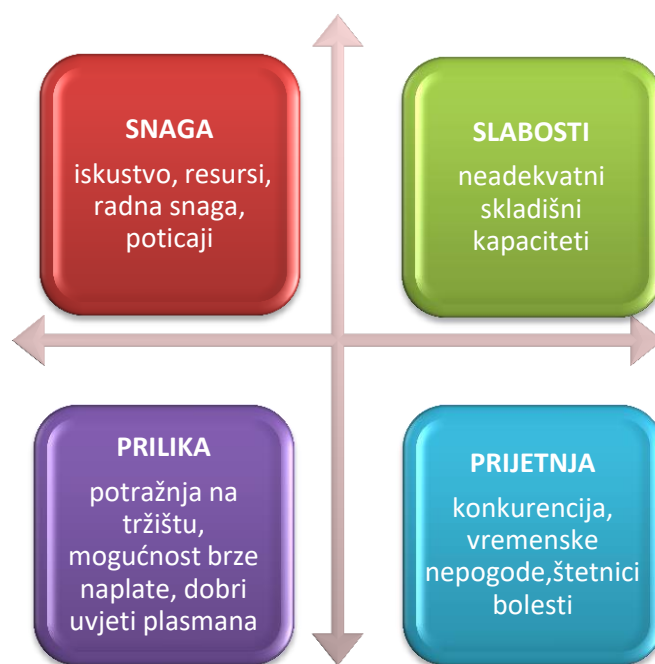 SNAGA
iskustvo, resursi,
radna snaga,
poticaji
SLABOSTI
neadekvatni
skladišni
kapaciteti
PRILIKA
potražnja na
tržištu,
mogućnost brze
naplate, dobri
uvjeti plasmana
PRIJETNJA
konkurencija,
vremenske
nepogode,štetnici
bolesti